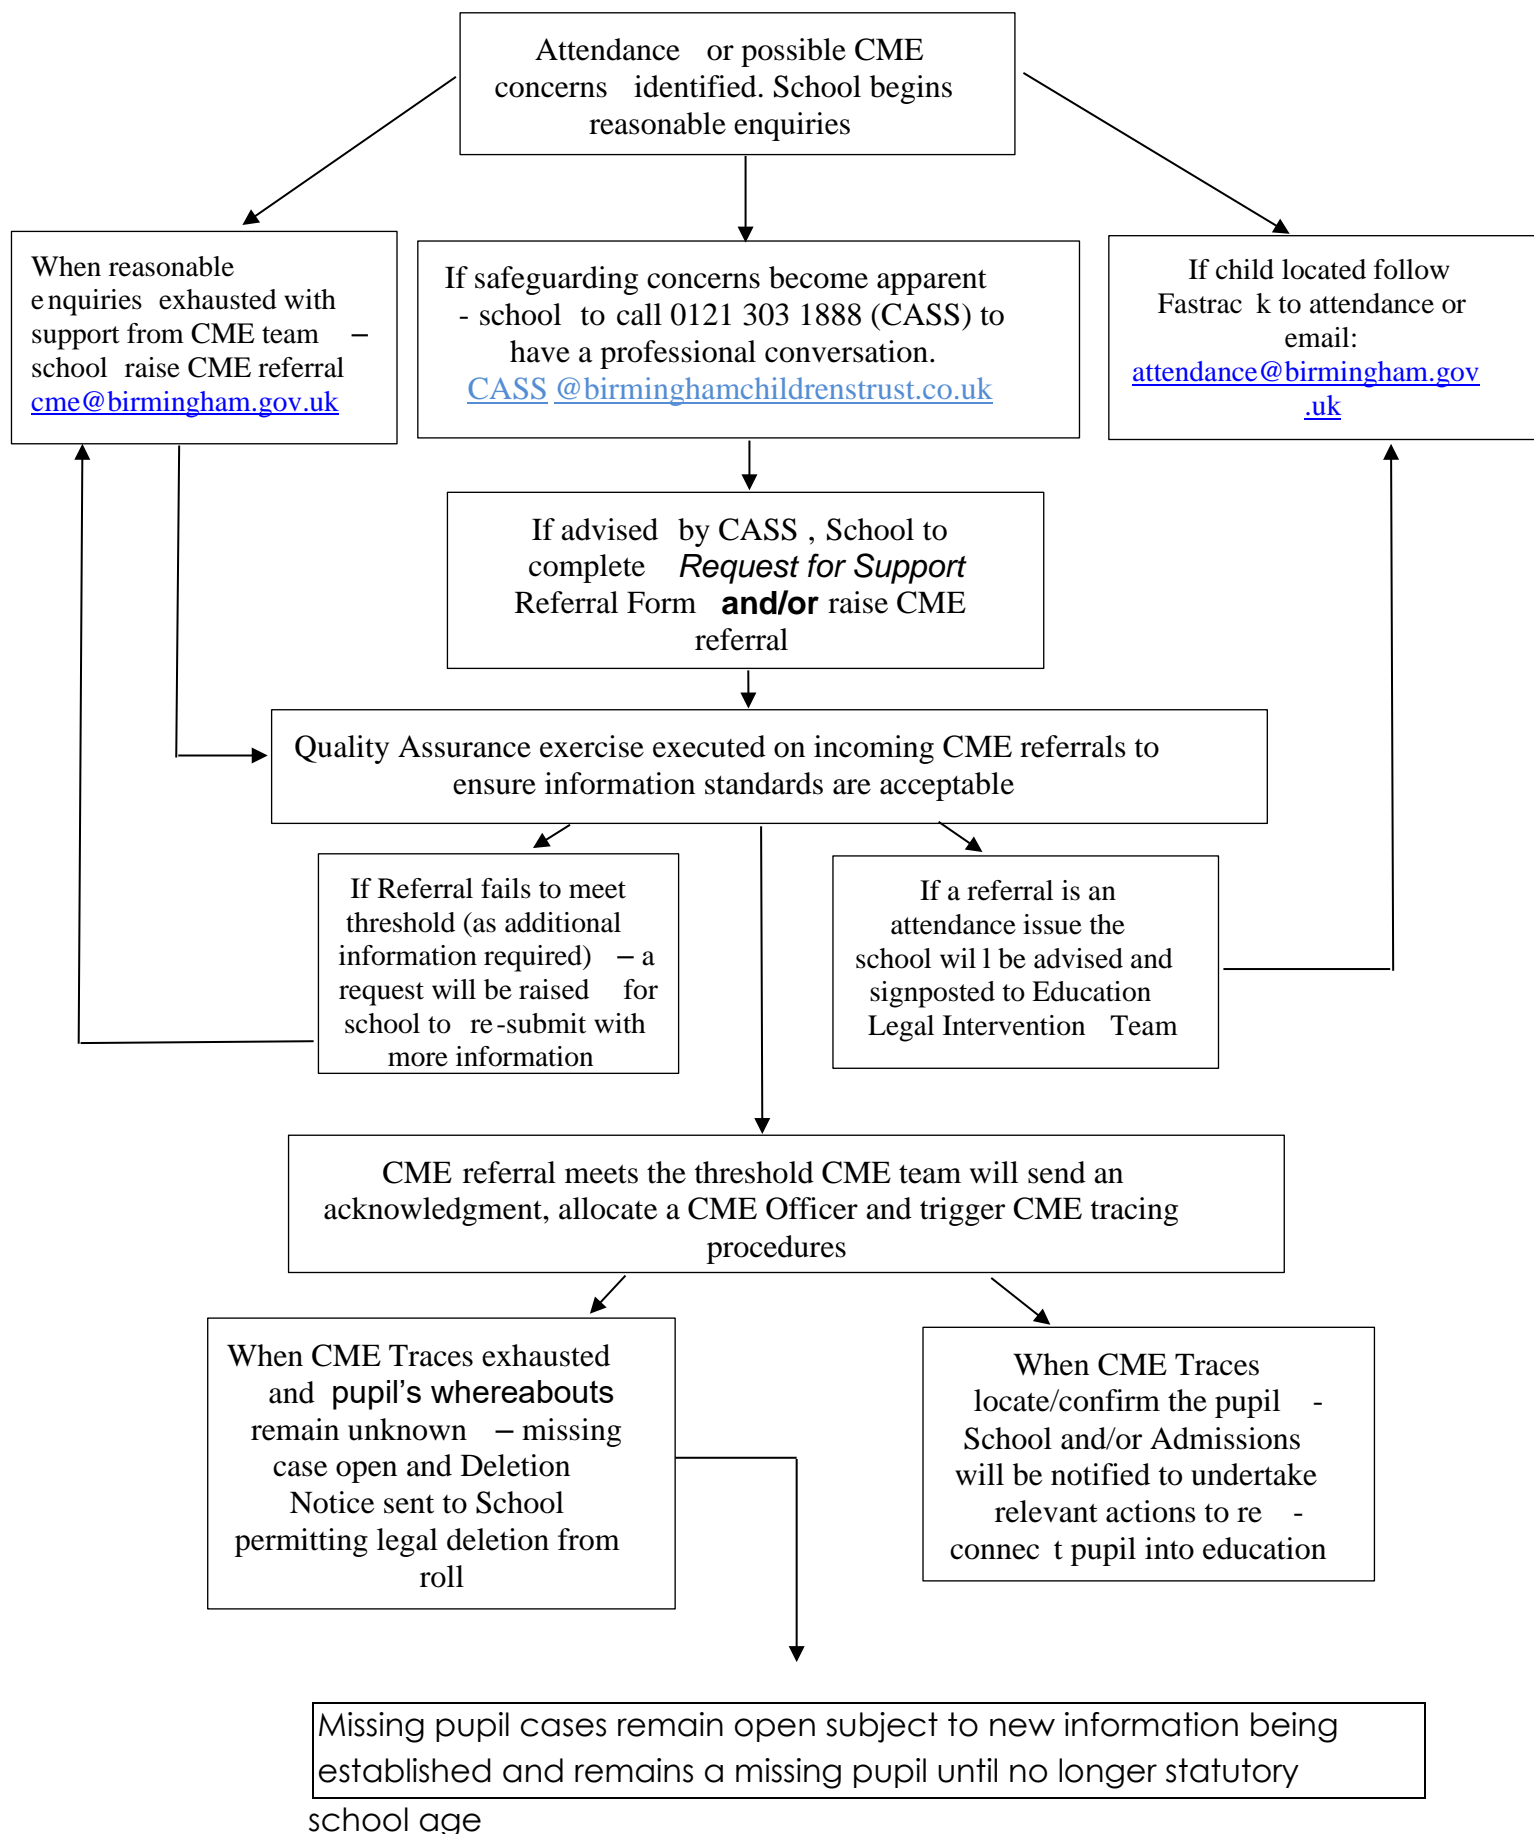 Attendance or possible CME
concerns identified. School begins
reasonable enquiries
When reasonable
enquiries exhausted with
support from CME team –
school raise CME referral
cme@birmingham.gov.uk
If safeguarding concerns become apparent
- school to call 0121 303 1888 (CASS) to
have a professional conversation.
CASS @birminghamchildrenstrust.co.uk
If child located follow
Fastrac k to attendance or
email:
attendance@birmingham.gov
.uk
If advised by CASS , School to
complete Request for Support
Referral Form and/or raise CME
referral
Quality Assurance exercise executed on incoming CME referrals to
ensure information standards are acceptable
If Referral fails to meet
threshold (as additional
information required) – a
request will be raised for
school to re-submit with
more information
If a referral is an
attendance issue the
school wil l be advised and
signposted to Education
Legal Intervention Team
CME referral meets the threshold CME team will send an
acknowledgment, allocate a CME Officer and trigger CME tracing
procedures
When CME Traces exhausted
and pupil’s whereabouts
remain unknown – missing
case open and Deletion
Notice sent to School
permitting legal deletion from
roll
When CME Traces
locate/confirm the pupil -
School and/or Admissions
will be notified to undertake
relevant actions to re -
connec t pupil into education
Missing pupil cases remain open subject to new information being
established and remains a missing pupil until no longer statutory
school age